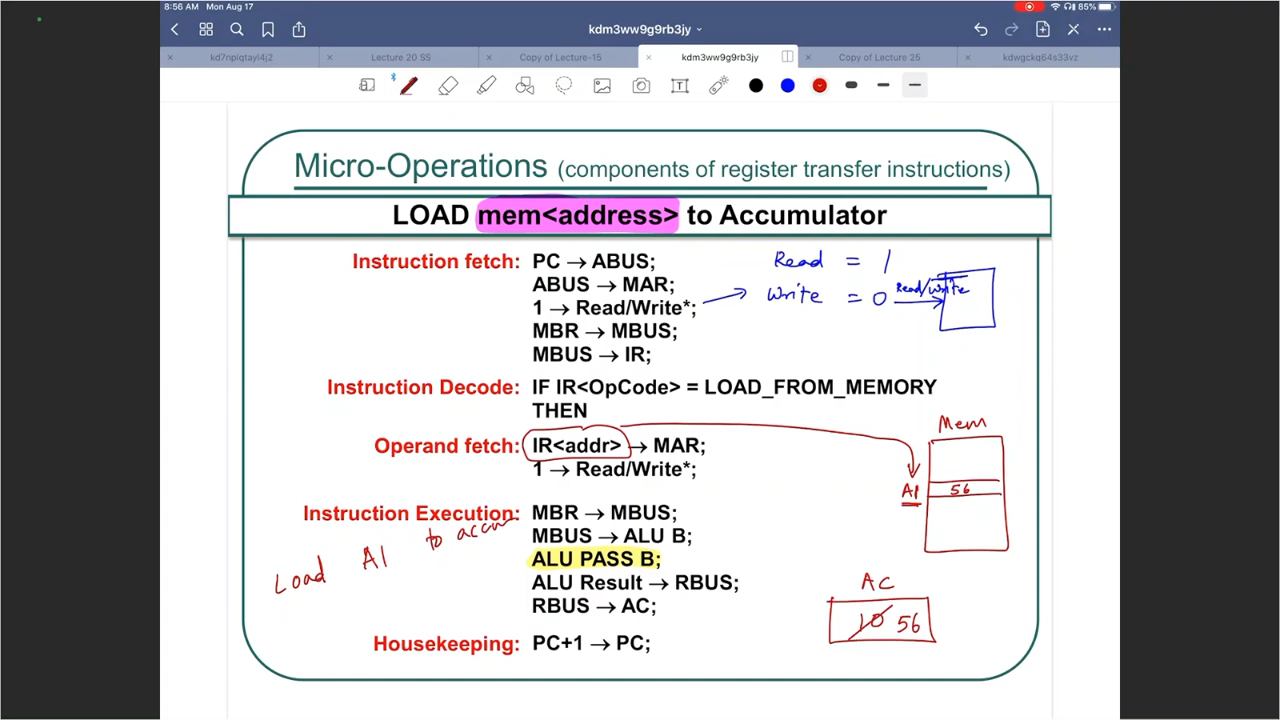 8:56 AM Mon Aug 17
85%
kdm3ww9g9rb3jy
kd7nplqtayl4j2
Lecture 20 SS
Copy of Lecture-15
kdm3ww9g9rb3jy
Copy of Lecture 25
kdwgckg64s33vz
Micro-Operations (components of register transfer instructions)
LOAD mem<address> to Accumulator
Instruction fetch: PC → ABUS;
ABUS → MAR;
1 → Read/Write*;
MBR → MBUS;
MBUS → IR;
Read = 1
Write = 0
Read/Write
Instruction Decode: IF IR<OpCode> = LOAD_FROM_MEMORY
THEN
Operand fetch: IR<addr> → MAR;
1 → Read/Write*;
Mem
A1 56
Instruction Execution: MBR → MBUS;
MBUS → ALU B;
ALU PASS B;
ALU Result → RBUS;
RBUS → AC;
Load A1 to accum
AC
10 56
Housekeeping: PC+1 → PC;